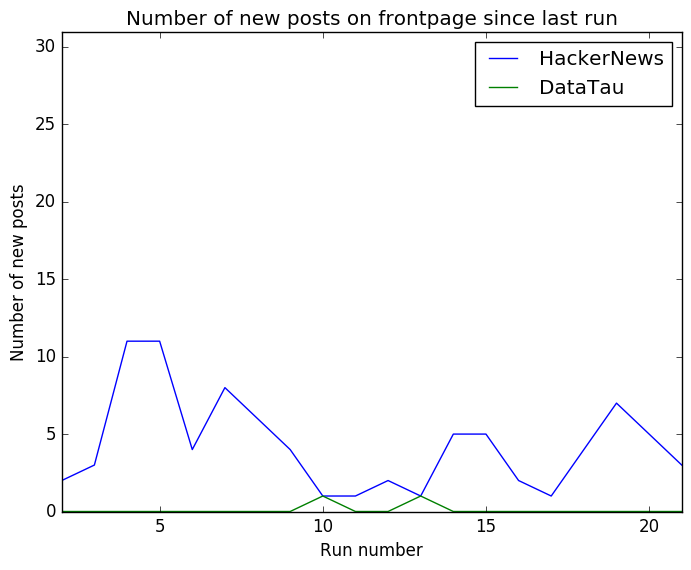 Number of new posts on frontpage since last run
HackerNews
DataTau
Number of new posts
30
25
20
15
10
5
0
5
10
15
20
Run number